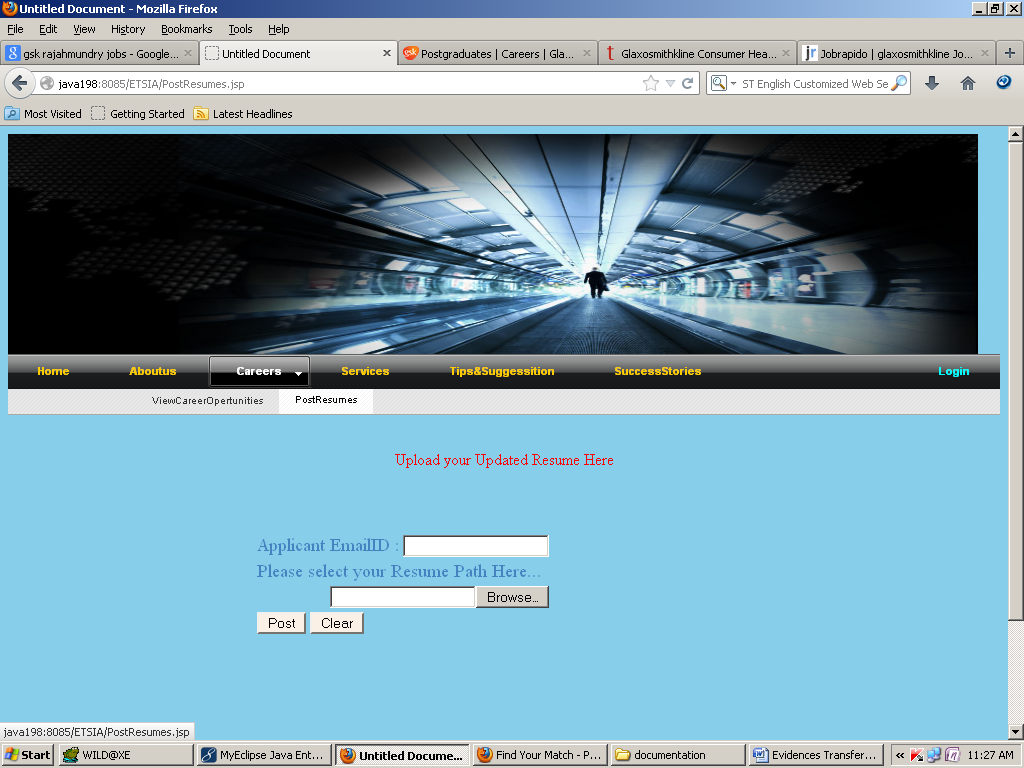 Untitled Document - Mozilla Firefox
File Edit View History Bookmarks Tools Help
gsk rajahmundry jobs - Google... Untitled Document Postgraduates | Careers | Gla... Glaxosmithkline Consumer Hea... Jobrapido | glaxosmithkline Jo...
java198:8085/ETSIA/PostResumes.jsp ST English Customized Web Se
Most Visited Getting Started Latest Headlines
Home Aboutus Careers Services Tips&Suggessition SuccessStories Login
ViewCareerOpertunities PostResumes
Upload your Updated Resume Here
Applicant EmailID :
Please select your Resume Path Here...
Browse...
Post Clear
java198:8085/ETSIA/PostResumes.jsp
Start WILD@XE MyEclipse Java Ent... Untitled Docume... Find Your Match - P... documentation Evidences Transfer... « 11:27 AM